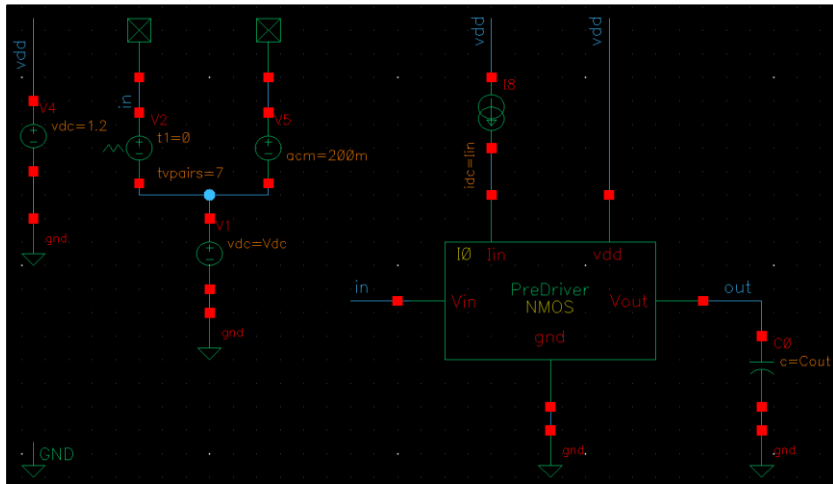 vdd
V4
vdc=1.2
gnd
in
V2
t1=0
tvpairs=7
V5
acm=200m
V1
vdc=Vdc
gnd
vdd
I8
idc=Iin
vdd
I0
Iin
vdd
in
Vin
PreDriver
NMOS
Vout
gnd
out
C0
c=Cout
gnd
gnd
GND